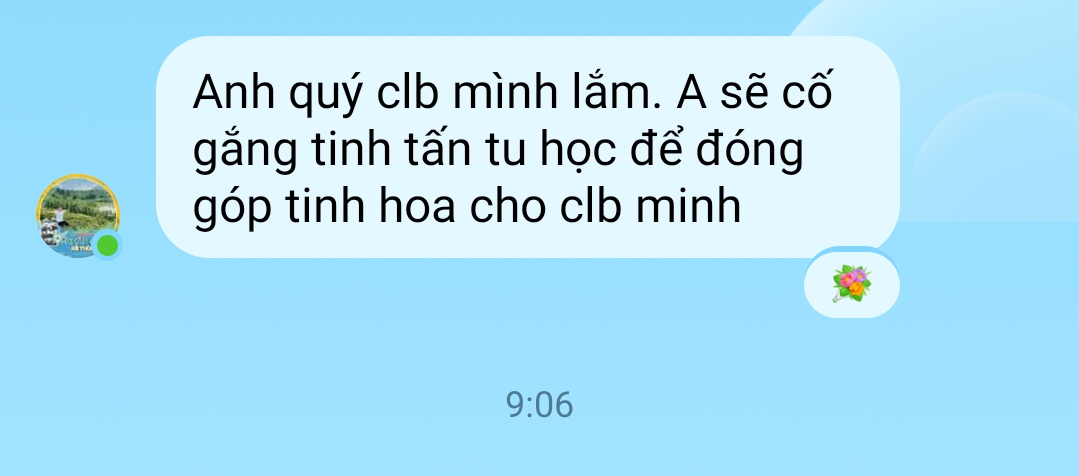 Anh quý clb mình lắm. A sẽ cố
gắng tinh tấn tu học để đóng
góp tinh hoa cho clb minh
9:06